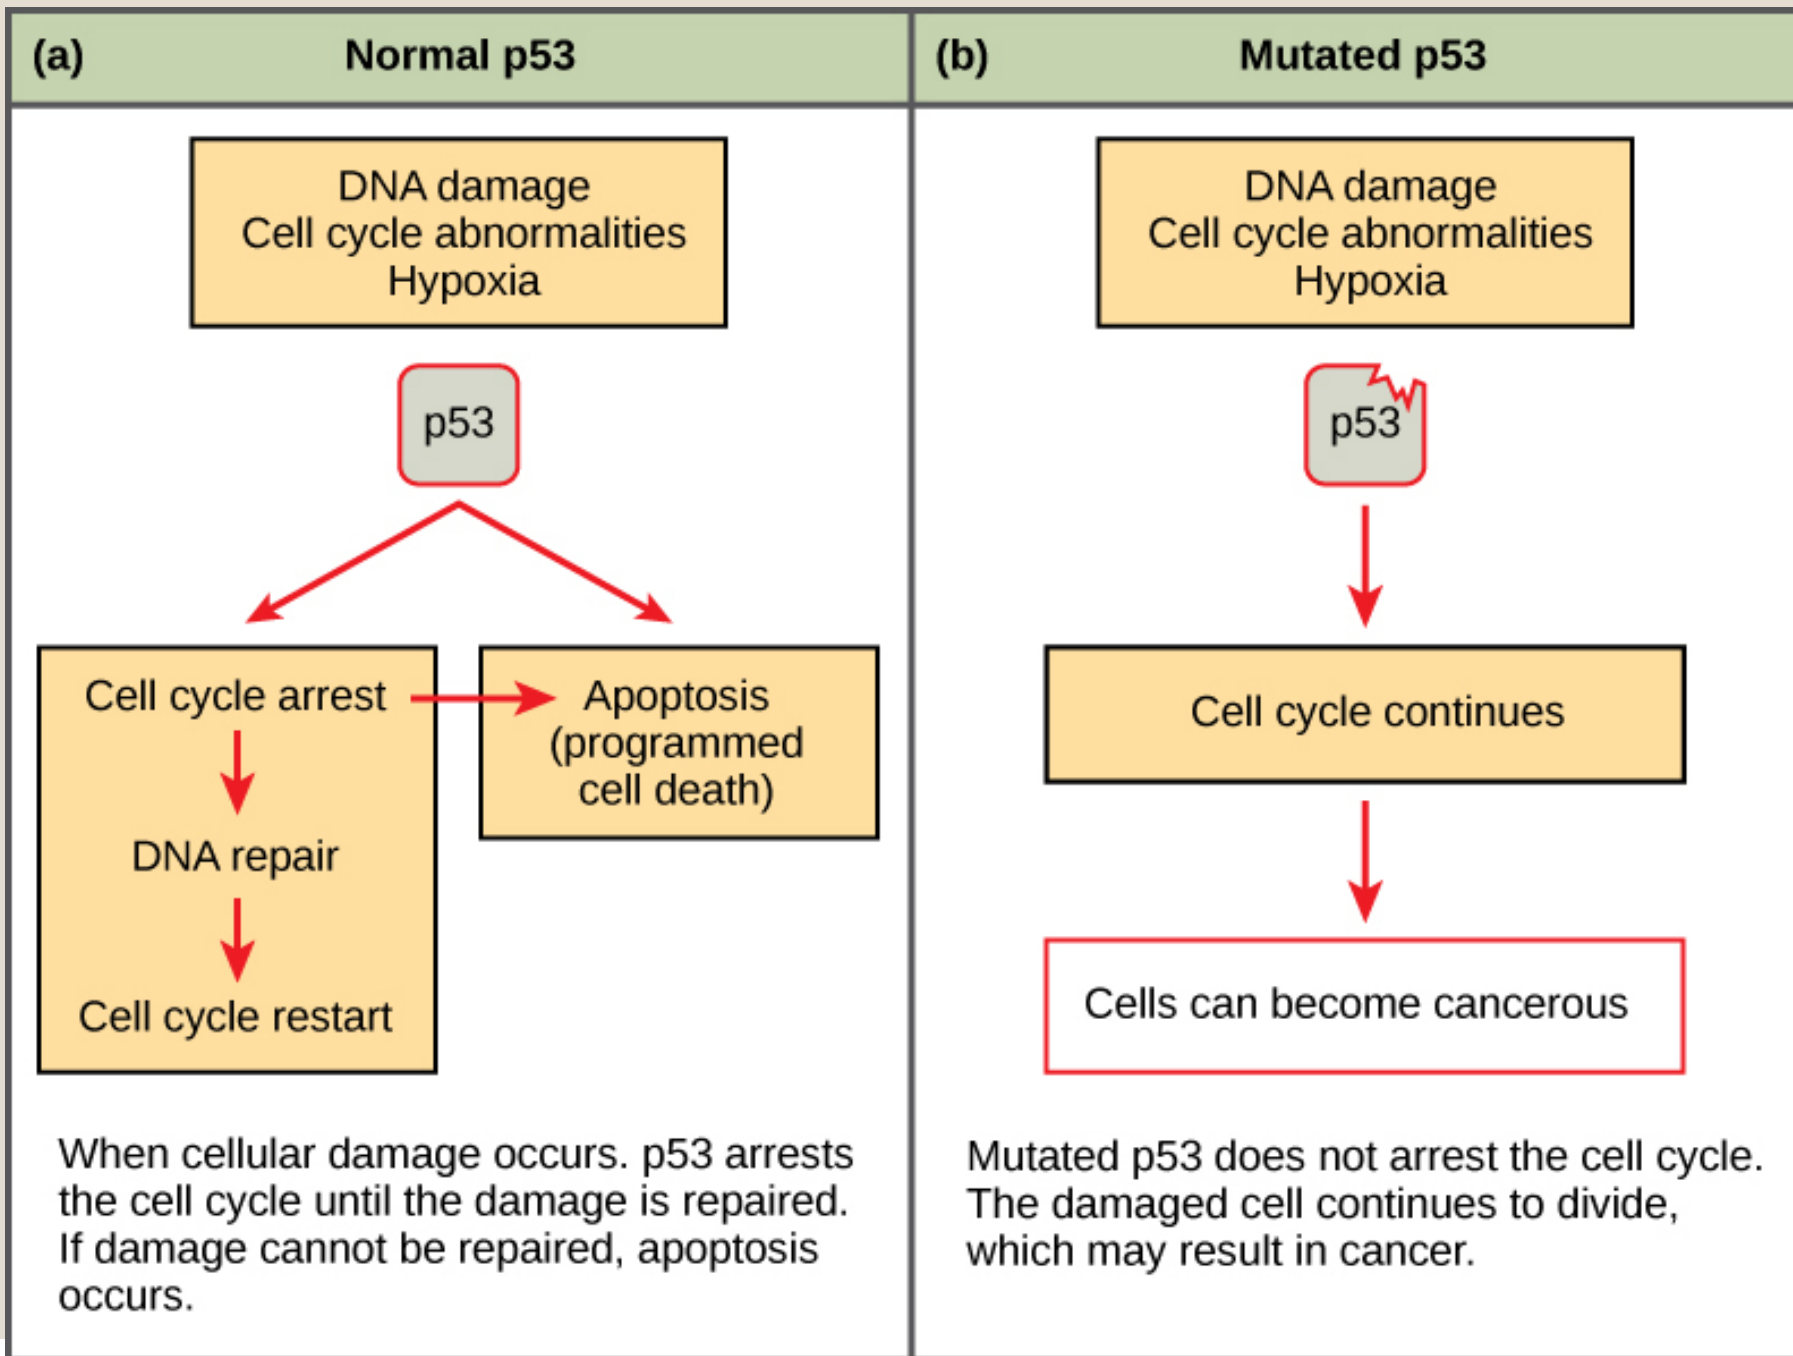 (a) Normal p53
DNA damage
Cell cycle abnormalities
Hypoxia
p53
Cell cycle arrest
DNA repair
Cell cycle restart
Apoptosis
(programmed
cell death)
When cellular damage occurs. p53 arrests
the cell cycle until the damage is repaired.
If damage cannot be repaired, apoptosis
occurs.
(b) Mutated p53
DNA damage
Cell cycle abnormalities
Hypoxia
p53
Cell cycle continues
Cells can become cancerous
Mutated p53 does not arrest the cell cycle.
The damaged cell continues to divide,
which may result in cancer.